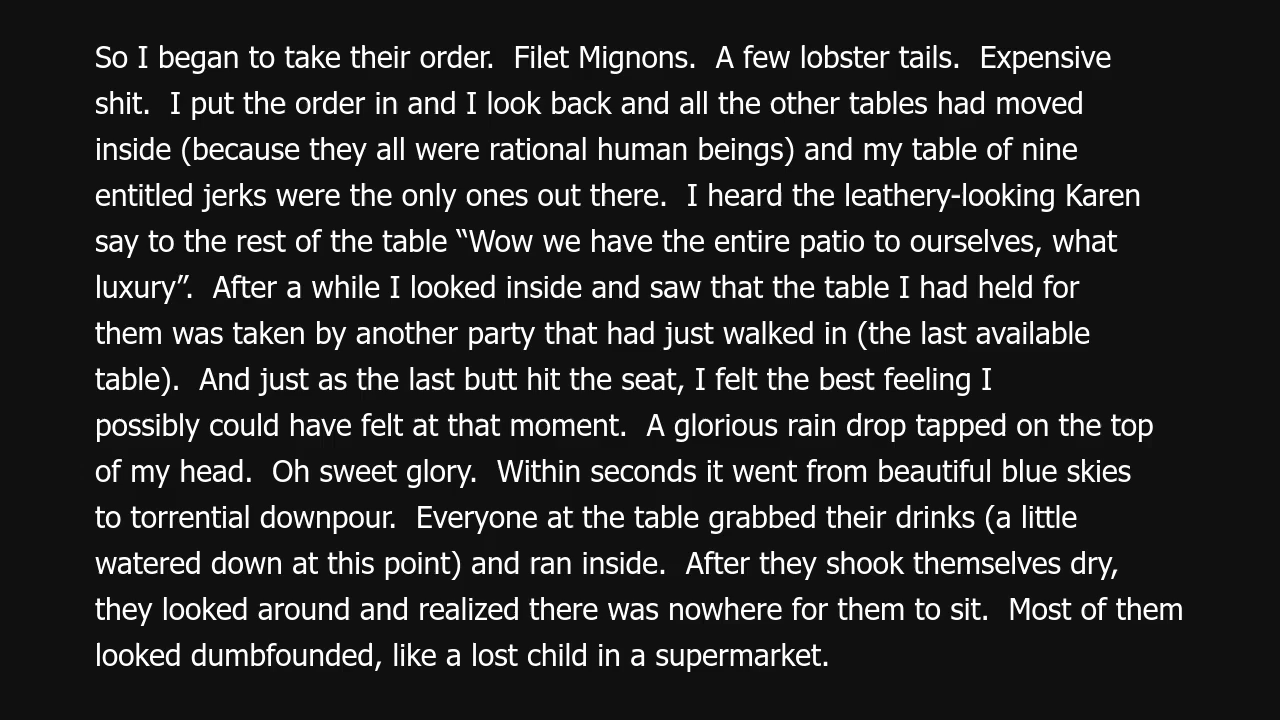 So I began to take their order.  Filet Mignons.  A few lobster tails.  Expensive
shit.  I put the order in and I look back and all the other tables had moved
inside (because they all were rational human beings) and my table of nine
entitled jerks were the only ones out there.  I heard the leathery-looking Karen
say to the rest of the table “Wow we have the entire patio to ourselves, what
luxury”.  After a while I looked inside and saw that the table I had held for
them was taken by another party that had just walked in (the last available
table).  And just as the last butt hit the seat, I felt the best feeling I
possibly could have felt at that moment.  A glorious rain drop tapped on the top
of my head.  Oh sweet glory.  Within seconds it went from beautiful blue skies
to torrential downpour.  Everyone at the table grabbed their drinks (a little
watered down at this point) and ran inside.  After they shook themselves dry,
they looked around and realized there was nowhere for them to sit.  Most of them
looked dumbfounded, like a lost child in a supermarket.